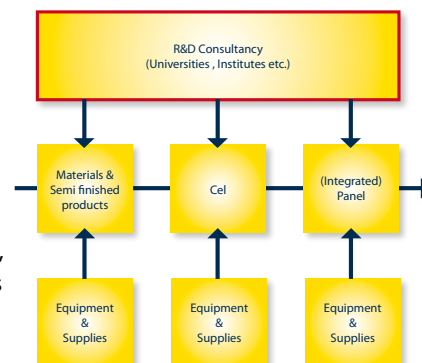 R&D Consultancy
(Universities , Institutes etc.)
Materials &
Semi finished
products
Cel
(Integrated)
Panel
,
s
Equipment
&
Supplies
Equipment
&
Supplies
Equipment
&
Supplies